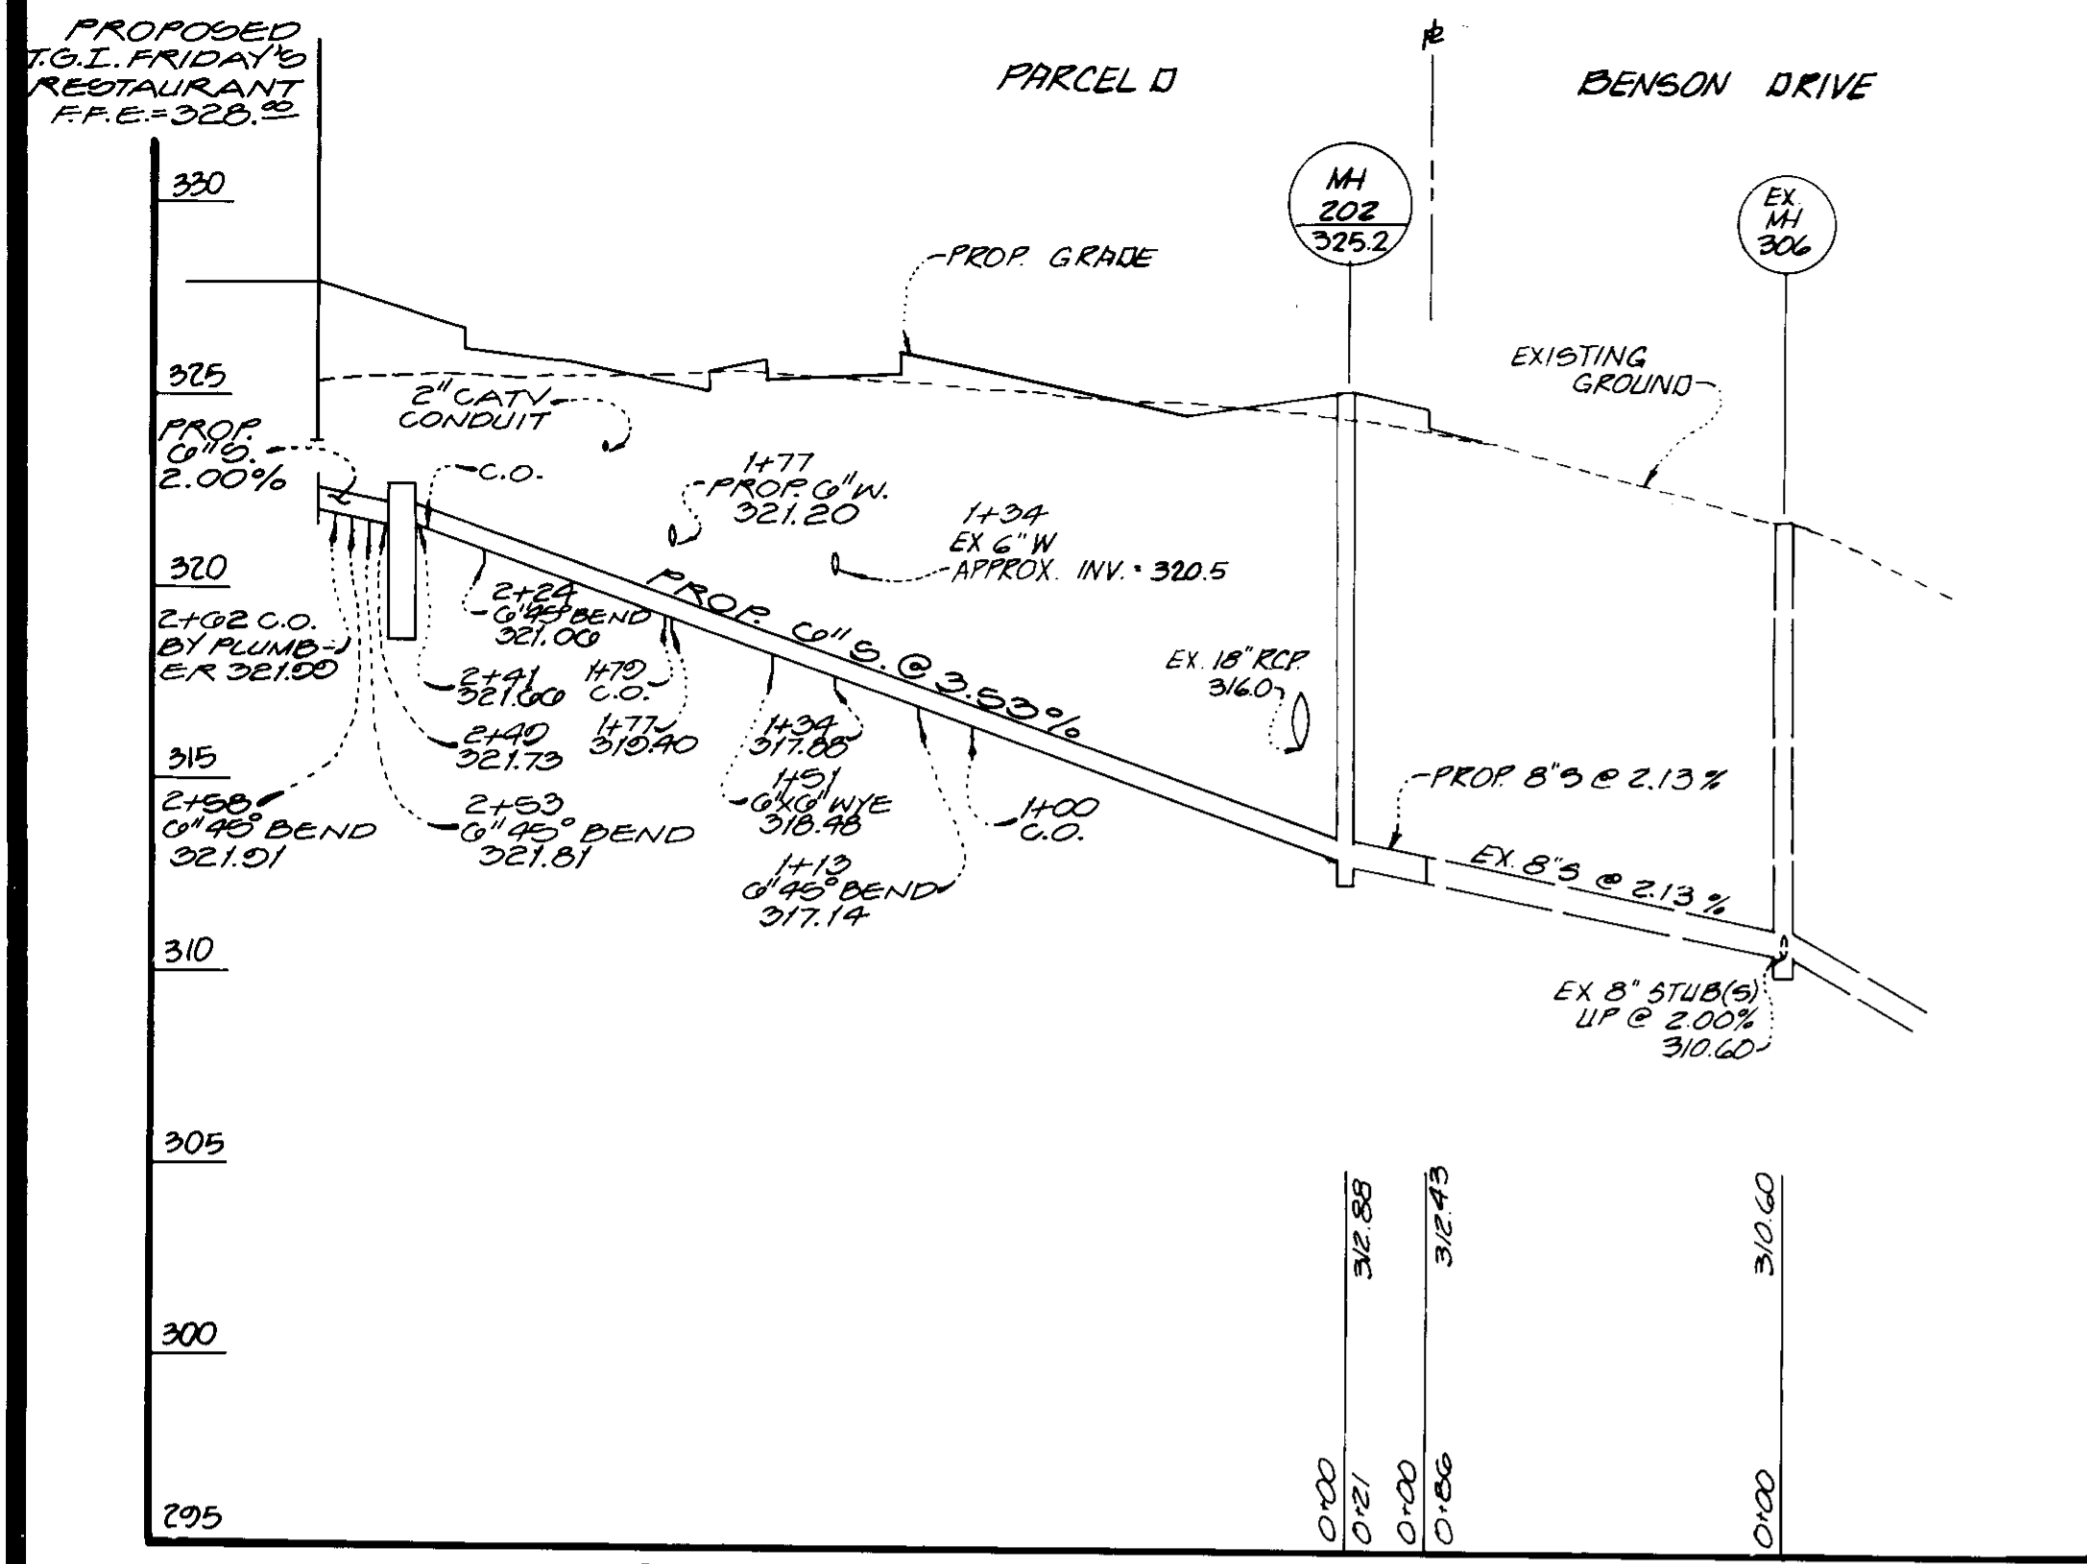 PROPOSED
T.G.I. FRIDAY'S
RESTAURANT
F.F.E.=328.00
PARCEL D
PL
BENSON DRIVE
330
MH
202
325.2
EX.
MH
306
PROP. GRADE
EXISTING
GROUND
325
2" CATV
CONDUIT
PROP.
6" S.
2.00%
C.O.
1+77
PROP. 6" W.
321.20
1+34
EX 6" W
APPROX. INV. = 320.5
320
2+62 C.O.
BY PLUMB-
ER 321.99
2+24
6" 45° BEND
321.06
PROP. 6" S. @ 3.53%
EX. 18" RCP.
316.0
2+41
321.66
1+79
C.O.
2+49
321.73
1+77
319.40
1+34
317.88
315
PROP. 8"S @ 2.13%
2+58
6" 45° BEND
321.91
2+53
6" 45° BEND
321.81
1+51
6"X6" WYE
318.48
1+00
C.O.
1+13
6" 45° BEND
317.14
EX. 8"S @ 2.13%
310
EX 8" STUB(S)
UP @ 2.00%
310.60
305
312.88
312.43
310.60
300
295
0+00
0+21
0+00
0+86
0+00